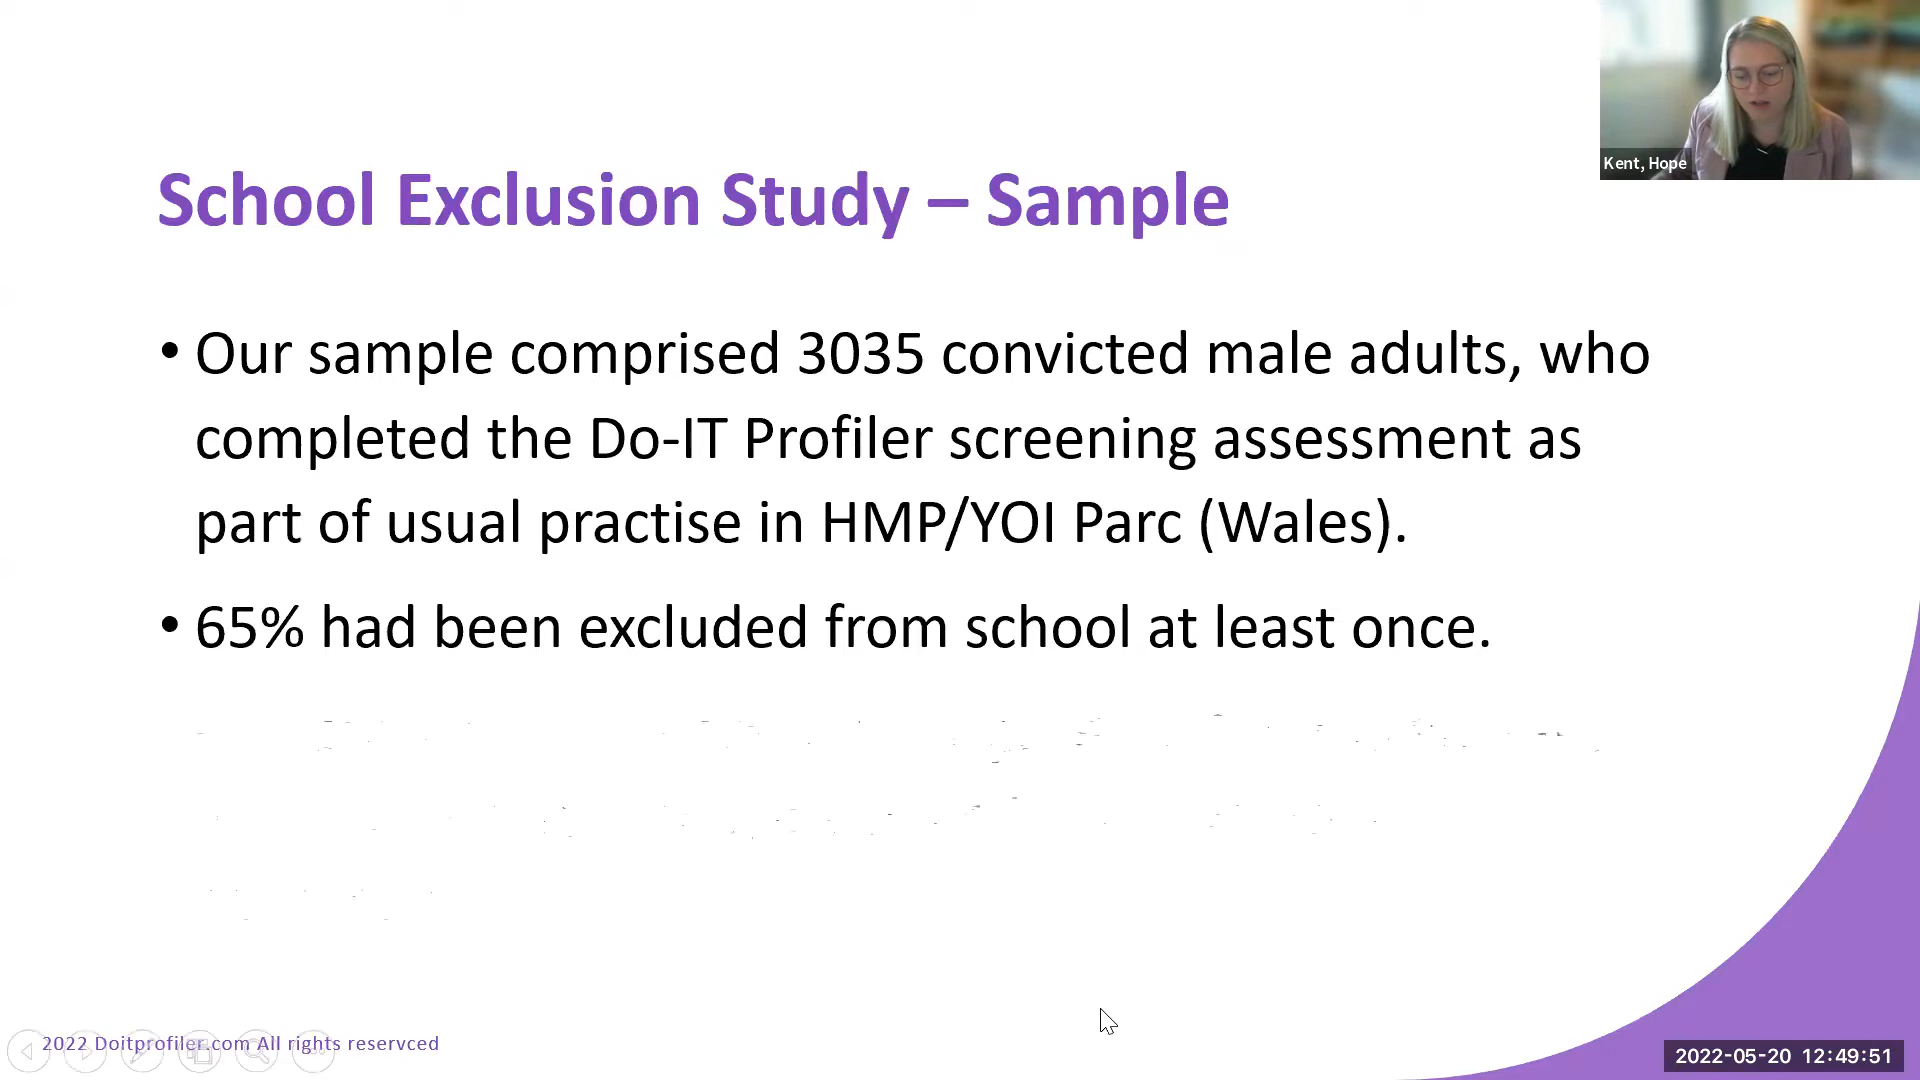 Kent, Hope
School Exclusion Study – Sample
• Our sample comprised 3035 convicted male adults, who
completed the Do-IT Profiler screening assessment as
part of usual practise in HMP/YOI Parc (Wales).
• 65% had been excluded from school at least once.
2022 Doitprofiler.com All rights reservced
2022-05-20 12:49:51